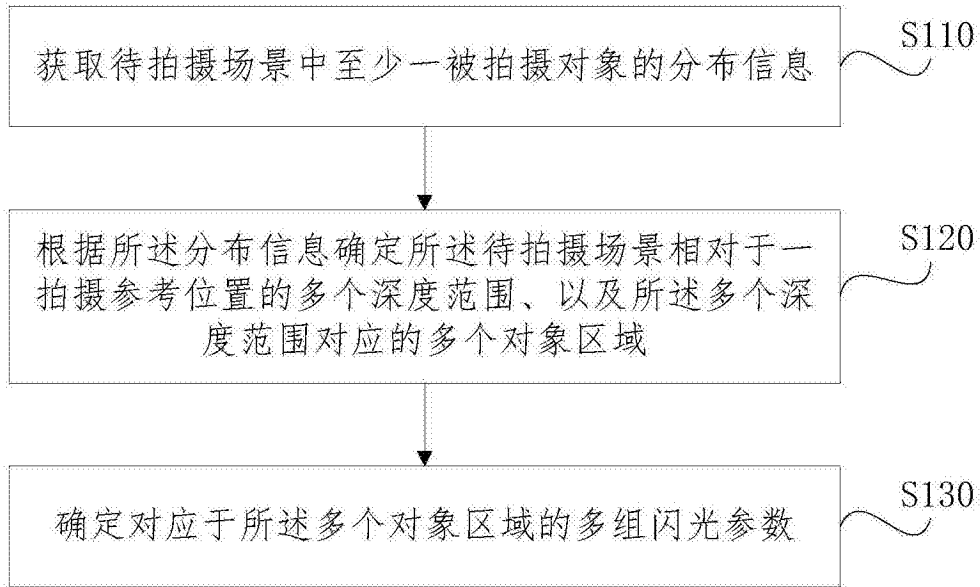 获取待拍摄场景中至少一被拍摄对象的分布信息
S110
根据所述分布信息确定所述待拍摄场景相对于一
拍摄参考位置的多个深度范围、以及所述多个深
度范围对应的多个对象区域
S120
确定对应于所述多个对象区域的多组闪光参数
S130